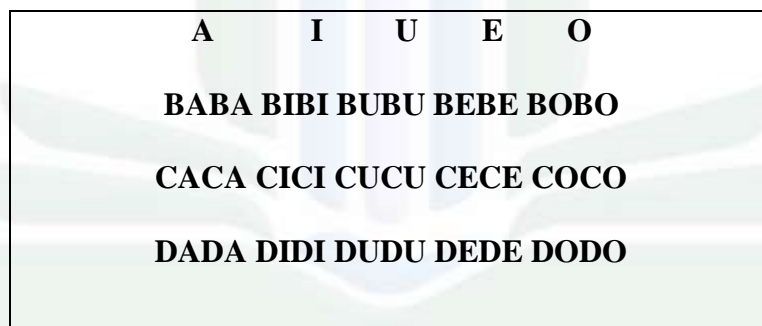 A I U E O
BABA BIBI BUBU BEBE BOBO
CACA CICI CUCU CECE COCO
DADA DIDI DUDU DEDE DODO